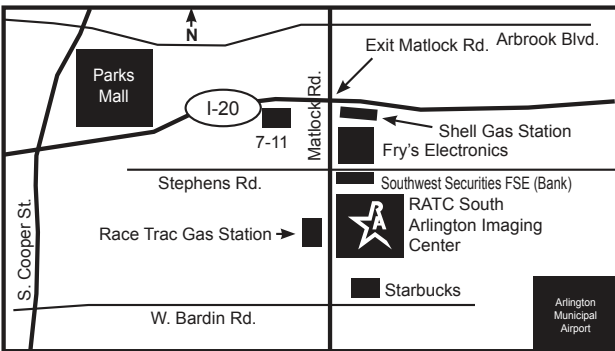 N
Exit Matlock Rd.
Arbrook Blvd.
Parks
Mall
I-20
Matlock Rd.
7-11
Shell Gas Station
Fry's Electronics
Stephens Rd.
Southwest Securities FSE (Bank)
RA
RATC South
Arlington Imaging
Center
Race Trac Gas Station
S. Cooper St.
Starbucks
W. Bardin Rd.
Arlington
Municipal
Airport